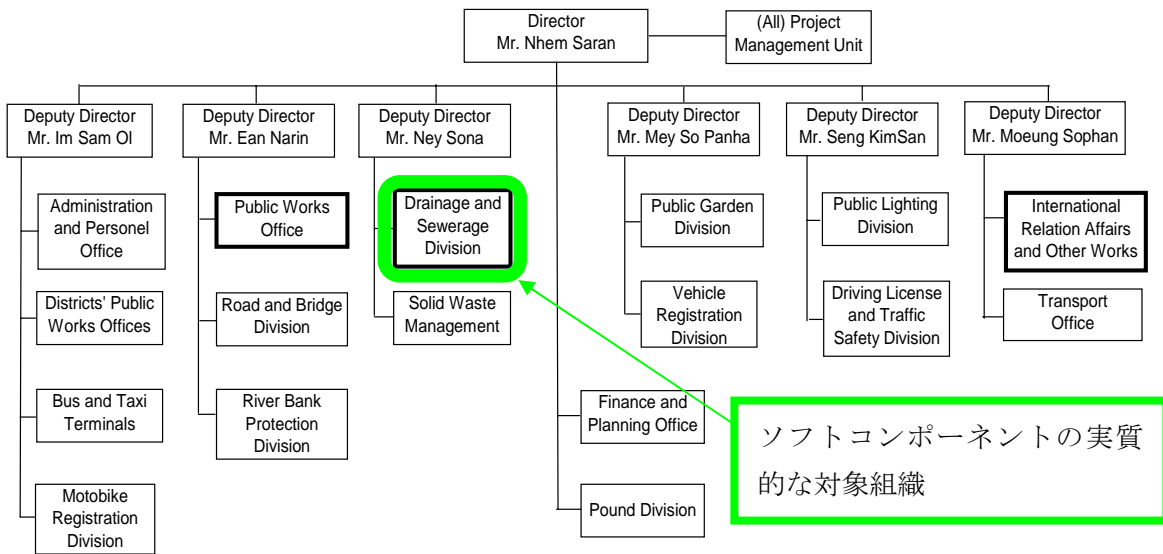 Director
Mr. Nhem Saran
(All) Project
Management Unit
Deputy Director
Mr. Im Sam Ol
Deputy Director
Mr. Ean Narin
Deputy Director
Mr. Ney Sona
Deputy Director
Mr. Mey So Panha
Deputy Director
Mr. Seng KimSan
Deputy Director
Mr. Moeung Sophan
Administration
and Personel
Office
Public Works
Office
Drainage and
Sewerage
Division
Public Garden
Division
Public Lighting
Division
International
Relation Affairs
and Other Works
Districts' Public
Works Offices
Road and Bridge
Division
Solid Waste
Management
Vehicle
Registration
Division
Driving License
and Traffic
Safety Division
Transport
Office
Bus and Taxi
Terminals
River Bank
Protection
Division
Finance and
Planning Office
ソフトコンポーネントの実質
的な対象組織
Motobike
Registration
Division
Pound Division